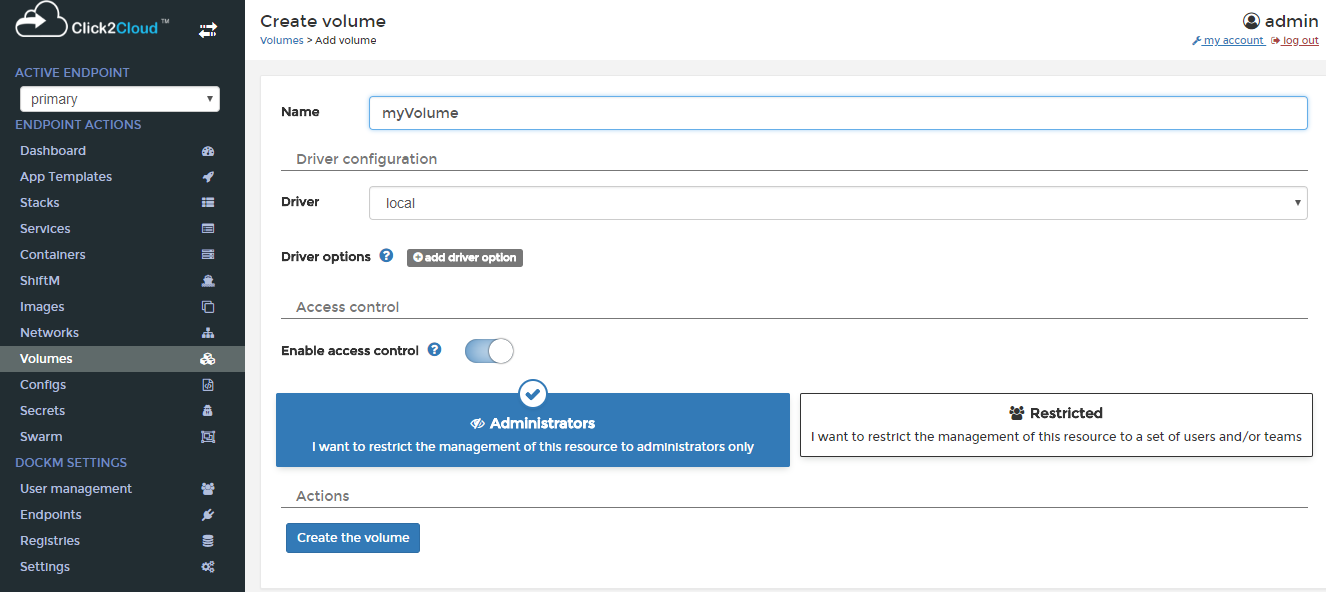 Click2Cloud™
ACTIVE ENDPOINT
primary
ENDPOINT ACTIONS
Dashboard
App Templates
Stacks
Services
Containers
ShiftM
Images
Networks
Volumes
Configs
Secrets
Swarm
DOCKM SETTINGS
User management
Endpoints
Registries
Settings
Create volume
Volumes > Add volume
admin
my account log out
Name myVolume
Driver configuration
Driver local
Driver options ? add driver option
Access control
Enable access control ?
Administrators
I want to restrict the management of this resource to administrators only
Restricted
I want to restrict the management of this resource to a set of users and/or teams
Actions
Create the volume